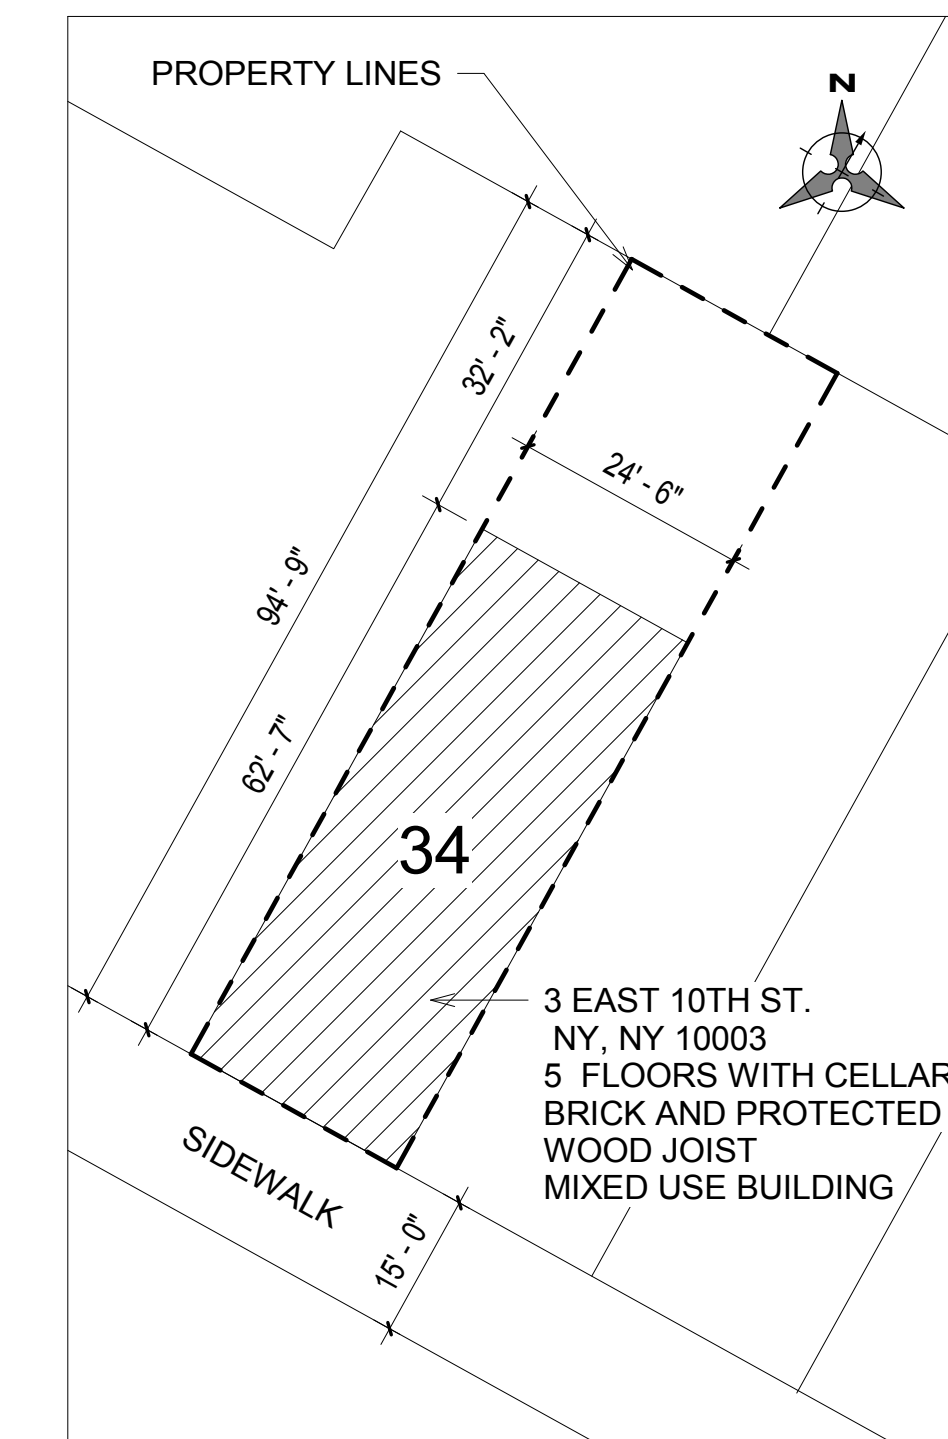 PROPERTY LINES
N
32' - 2"
24' - 6"
94' - 9"
62' - 7"
34
3 EAST 10TH ST.
NY, NY 10003
5 FLOORS WITH CELLAR
BRICK AND PROTECTED
WOOD JOIST
MIXED USE BUILDING
SIDEWALK
15' - 0"